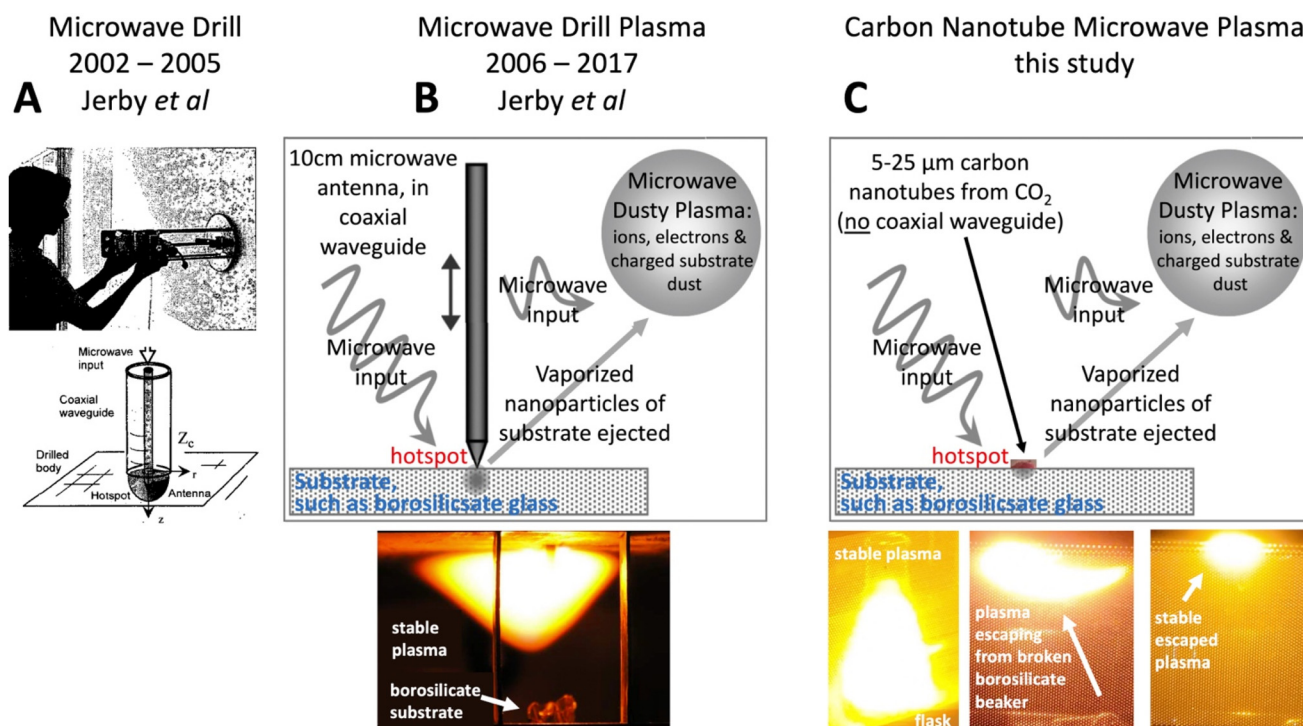 Microwave Drill
2002 – 2005
A Jerby et al
Microwave
input
Coaxial
waveguide
Zc
Drilled
body
r
Hotspot
Antenna
z
Microwave Drill Plasma
2006 – 2017
B Jerby et al
10cm microwave
antenna, in
coaxial
waveguide
Microwave
Dusty Plasma:
ions, electrons &
charged substrate
dust
Microwave
input
Microwave
input
Vaporized
nanoparticles of
substrate ejected
hotspot
Substrate,
such as borosilicsate glass
stable
plasma
borosilicate
substrate
Carbon Nanotube Microwave Plasma
this study
C
5-25 µm carbon
nanotubes from CO₂
(no coaxial waveguide)
Microwave
Dusty Plasma:
ions, electrons &
charged substrate
dust
Microwave
input
Microwave
input
Vaporized
nanoparticles of
substrate ejected
hotspot
Substrate,
such as borosilicsate glass
stable plasma
flask
plasma
escaping
from broken
borosilicate
beaker
stable
escaped
plasma